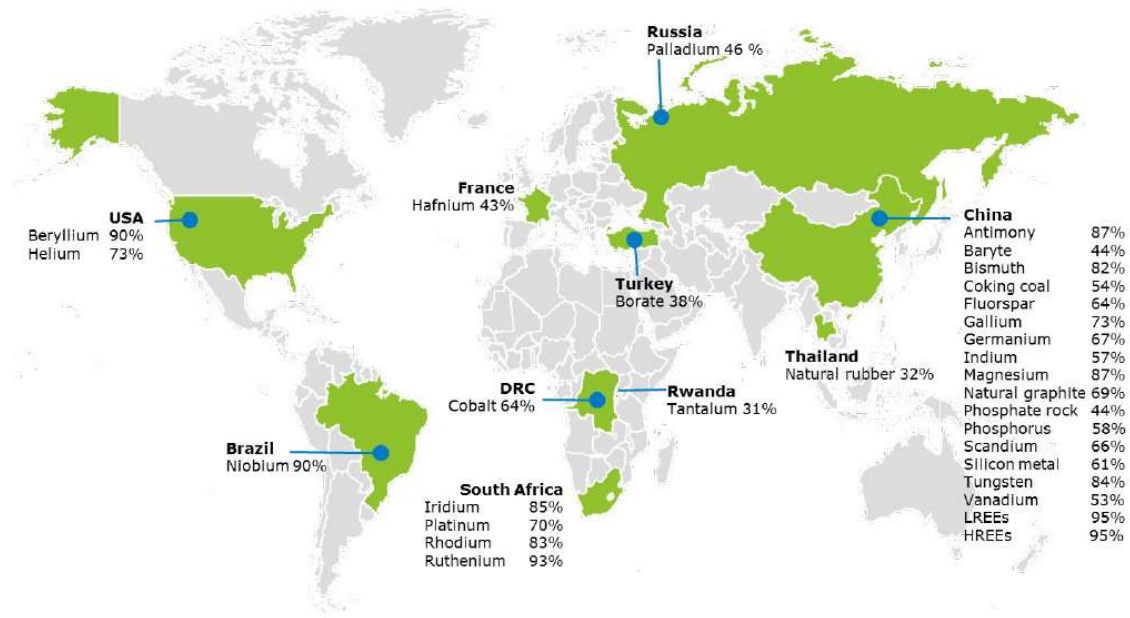 Russia
Palladium 46 %
France
Hafnium 43%
USA
Beryllium 90%
Helium 73%
China
Antimony 87%
Baryte 44%
Bismuth 82%
Coking coal 54%
Fluorspar 64%
Gallium 73%
Germanium 67%
Indium 57%
Magnesium 87%
Natural graphite 69%
Phosphate rock 44%
Phosphorus 58%
Scandium 66%
Silicon metal 61%
Tungsten 84%
Vanadium 53%
LREEs 95%
HREEs 95%
Turkey
Borate 38%
Thailand
Natural rubber 32%
DRC
Cobalt 64%
Rwanda
Tantalum 31%
Brazil
Niobium 90%
South Africa
Iridium 85%
Platinum 70%
Rhodium 83%
Ruthenium 93%